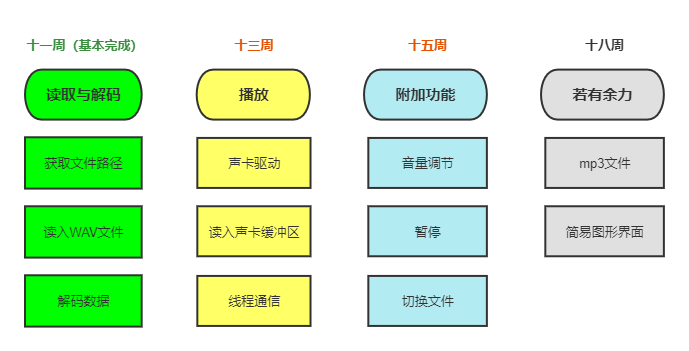 十一周（基本完成）
十三周
十五周
十八周
读取与解码
播放
附加功能
若有余力
获取文件路径
声卡驱动
音量调节
mp3文件
读入WAV文件
读入声卡缓冲区
暂停
简易图形界面
解码数据
线程通信
切换文件